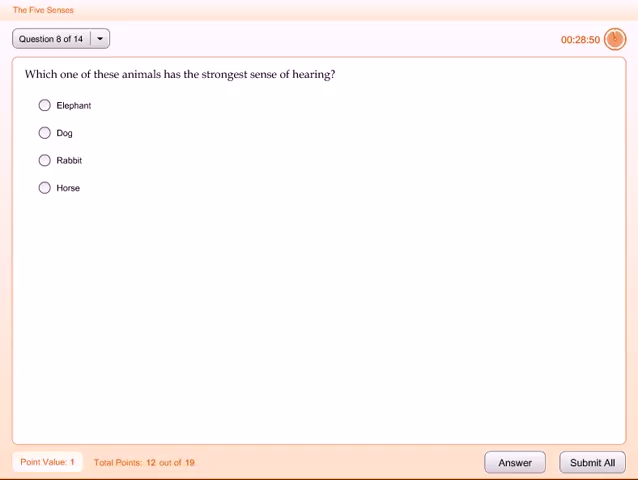 The Five Senses
Question 8 of 14
00:28:50
Which one of these animals has the strongest sense of hearing?
Elephant
Dog
Rabbit
Horse
Point Value: 1
Total Points: 12 out of 19
Answer
Submit All